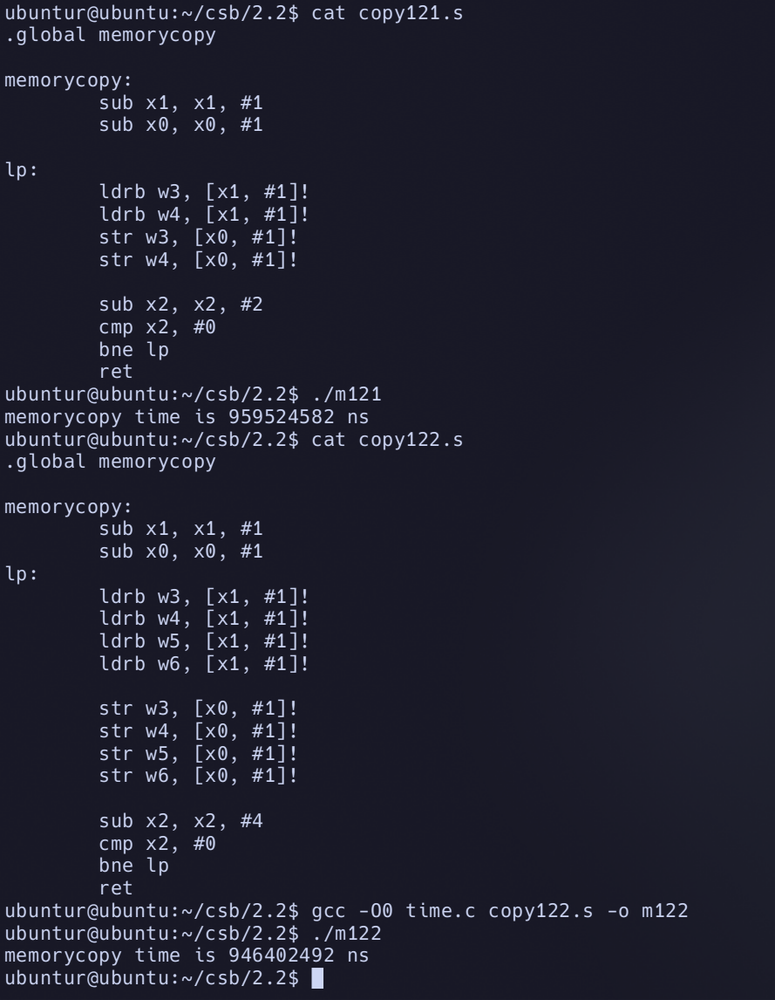 ubuntur@ubuntu:~/csb/2.2$ cat copy121.s
.global memorycopy
memorycopy:
sub x1, x1, #1
sub x0, x0, #1
lp:
ldrb w3, [x1, #1]!
ldrb w4, [x1, #1]!
str w3, [x0, #1]!
str w4, [x0, #1]!
sub x2, x2, #2
cmp x2, #0
bne lp
ret
ubuntur@ubuntu:~/csb/2.2$ ./m121
memorycopy time is 959524582 ns
ubuntur@ubuntu:~/csb/2.2$ cat copy122.s
.global memorycopy
memorycopy:
sub x1, x1, #1
sub x0, x0, #1
lp:
ldrb w3, [x1, #1]!
ldrb w4, [x1, #1]!
ldrb w5, [x1, #1]!
ldrb w6, [x1, #1]!
str w3, [x0, #1]!
str w4, [x0, #1]!
str w5, [x0, #1]!
str w6, [x0, #1]!
sub x2, x2, #4
cmp x2, #0
bne lp
ret
ubuntur@ubuntu:~/csb/2.2$ gcc -O0 time.c copy122.s -o m122
ubuntur@ubuntu:~/csb/2.2$ ./m122
memorycopy time is 946402492 ns
ubuntur@ubuntu:~/csb/2.2$